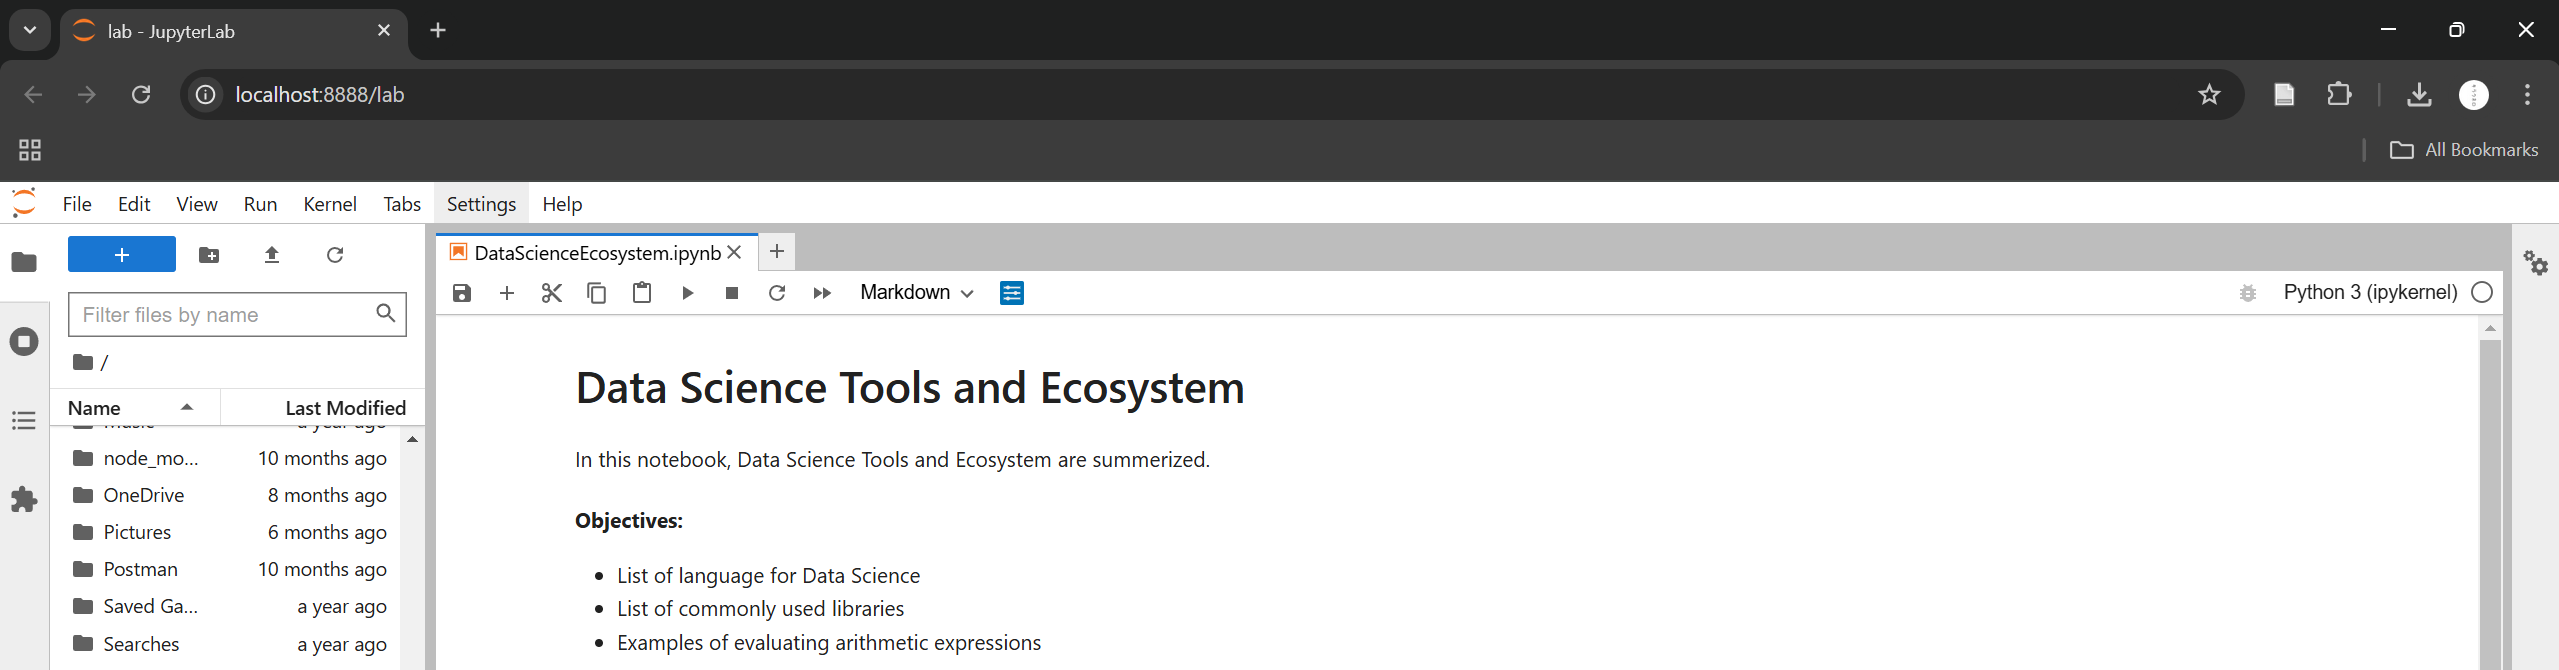 lab - JupyterLab
localhost:8888/lab
All Bookmarks
File Edit View Run Kernel Tabs Settings Help
DataScienceEcosystem.ipynb
Markdown
Python 3 (ipykernel)
Filter files by name
/
Name Last Modified
Music a year ago
node_mo... 10 months ago
OneDrive 8 months ago
Pictures 6 months ago
Postman 10 months ago
Saved Ga... a year ago
Searches a year ago
Data Science Tools and Ecosystem
In this notebook, Data Science Tools and Ecosystem are summerized.
Objectives:
• List of language for Data Science
• List of commonly used libraries
• Examples of evaluating arithmetic expressions